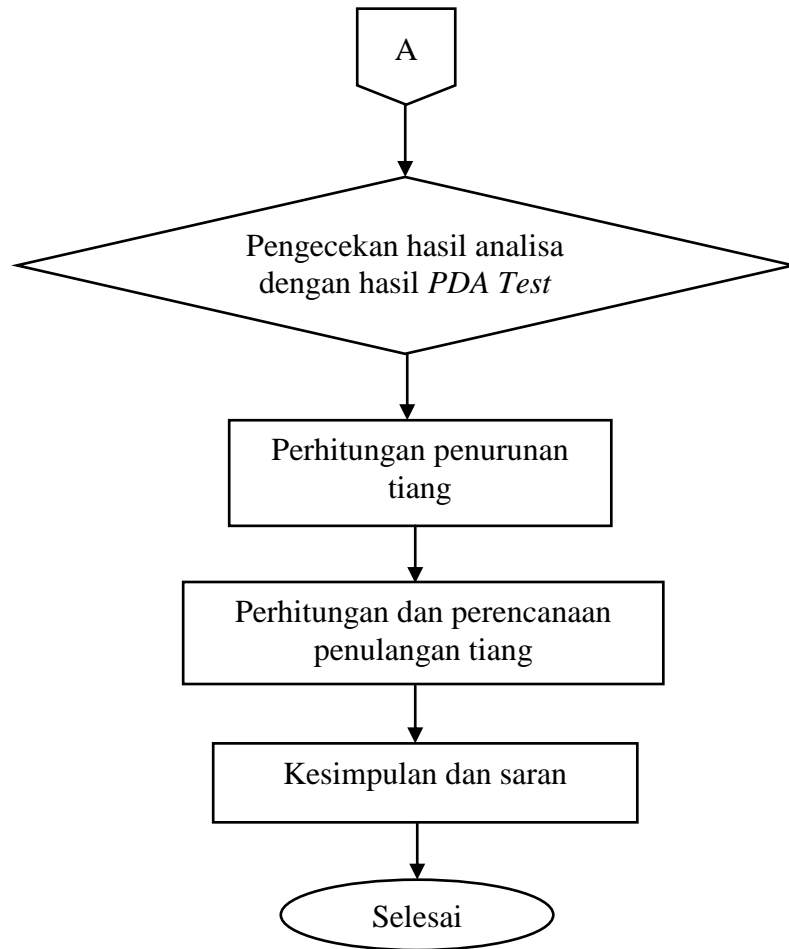 A
Pengecekan hasil analisa
dengan hasil PDA Test
Perhitungan penurunan
tiang
Perhitungan dan perencanaan
penulangan tiang
Kesimpulan dan saran
Selesai